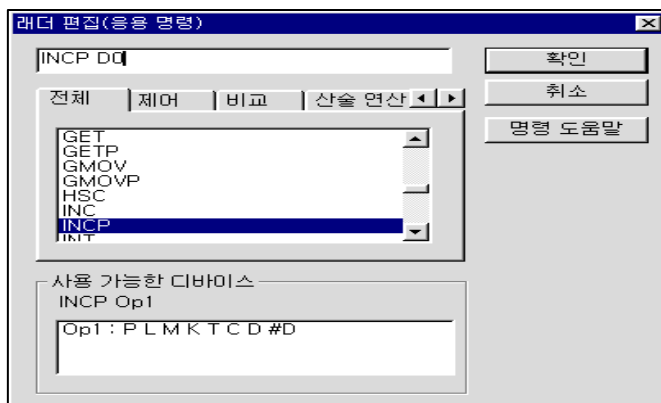 래더 편집(응용 명령)
INCP D0
확인
취소
명령 도움말
전체 제어 비교 산술 연산
GET
GETP
GMOV
GMOVP
HSC
INC
INCP
INT
사용 가능한 디바이스
INCP Op1
Op1 : P L M K T C D #D